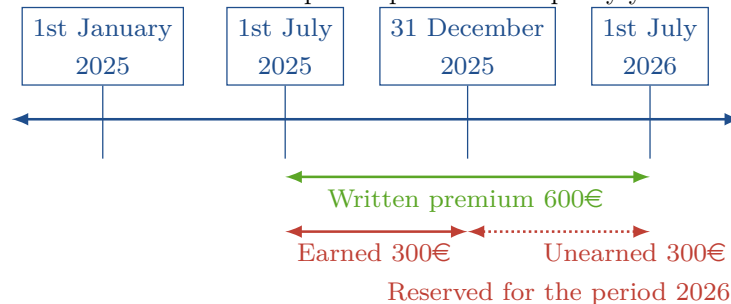 1st January
2025
1st July
2025
31 December
2025
1st July
2026
Written premium 600€
Earned 300€
Unearned 300€
Reserved for the period 2026